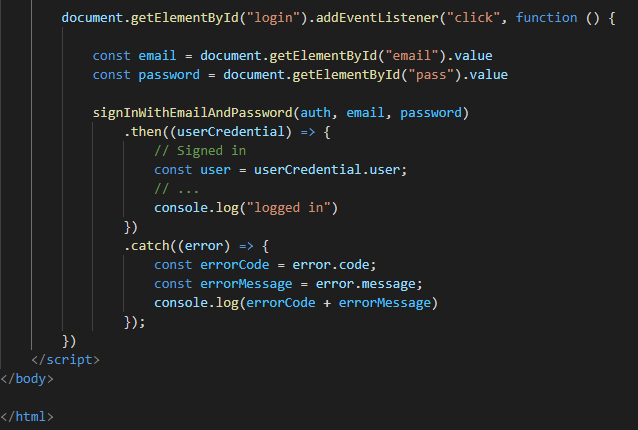 document.getElementById("login").addEventListener("click", function () {
const email = document.getElementById("email").value
const password = document.getElementById("pass").value
signInWithEmailAndPassword(auth, email, password)
.then((userCredential) => {
// Signed in
const user = userCredential.user;
// ...
console.log("logged in")
})
.catch((error) => {
const errorCode = error.code;
const errorMessage = error.message;
console.log(errorCode + errorMessage)
});
})
</script>
</body>
</html>